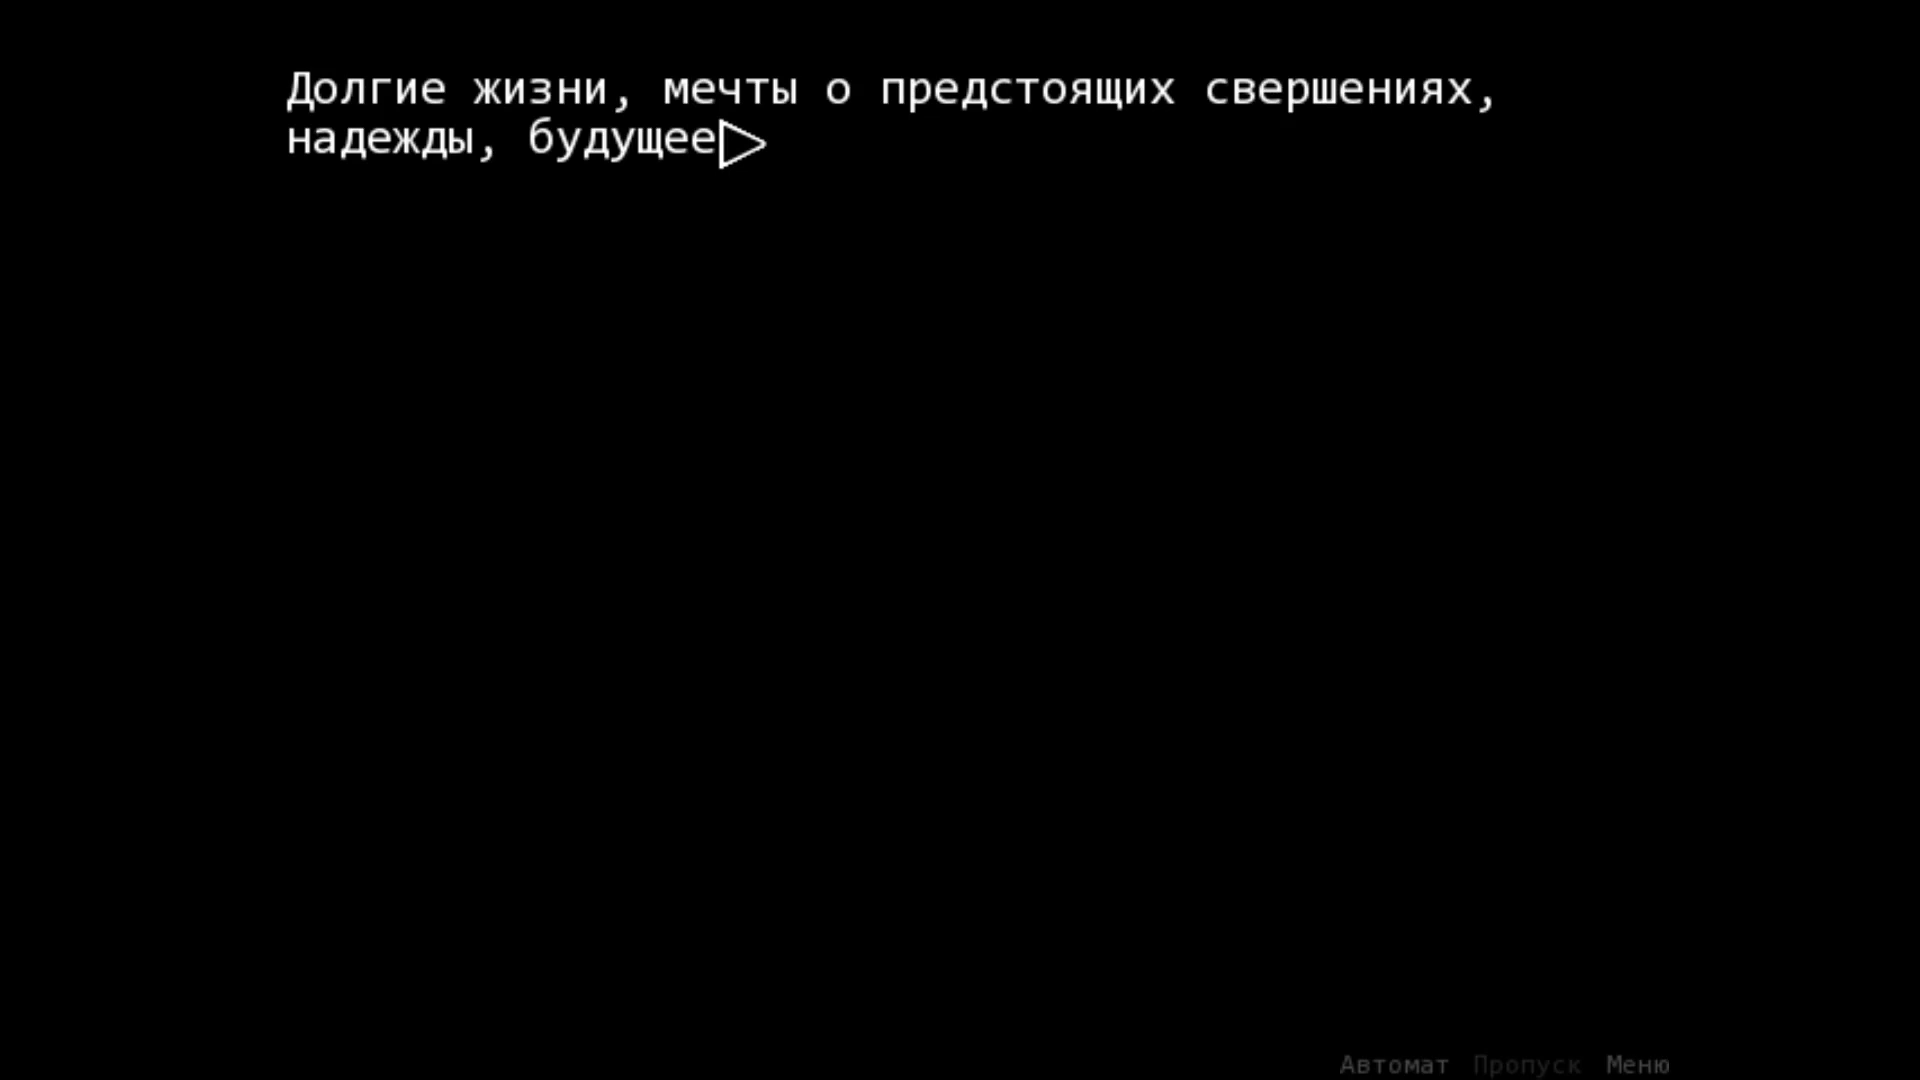 Долгие жизни, мечты о предстоящих свершениях,
надежды, будущее
Автомат Пропуск Меню